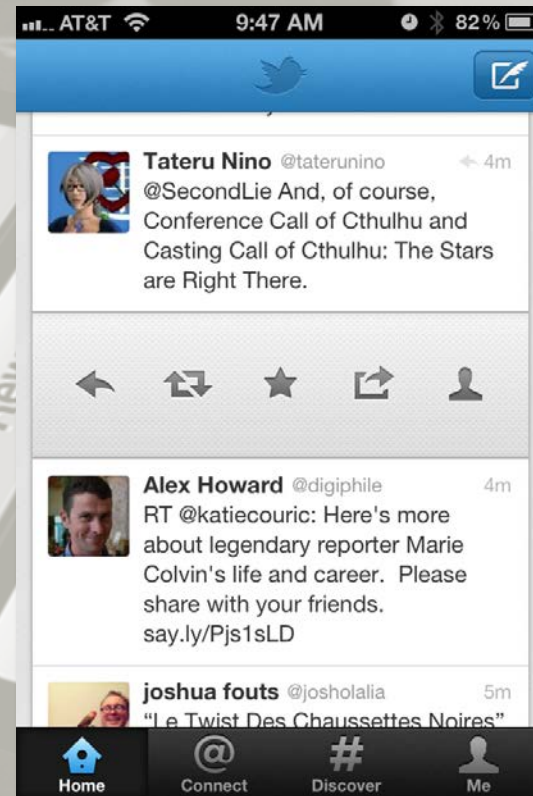 AT&T 9:47 AM 82%
Tateru Nino @taterunino 4m
@SecondLie And, of course,
Conference Call of Cthulhu and
Casting Call of Cthulhu: The Stars
are Right There.
Alex Howard @digiphile 4m
RT @katiecouric: Here's more
about legendary reporter Marie
Colvin's life and career. Please
share with your friends.
say.ly/Pjs1sLD
joshua fouts @josholalia 5m
“Le Twist Des Chaussettes Noires”
Home Connect Discover Me